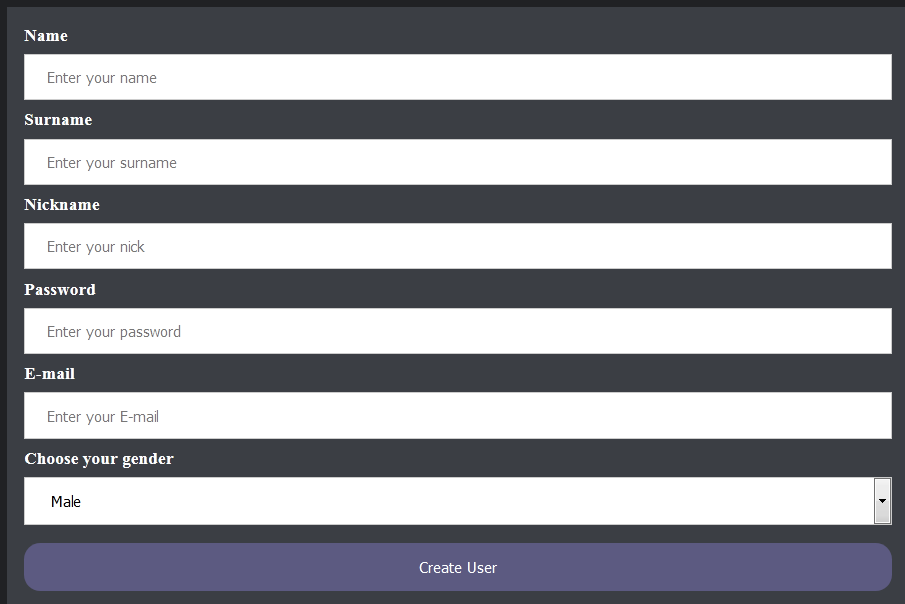 Name
Enter your name
Surname
Enter your surname
Nickname
Enter your nick
Password
Enter your password
E-mail
Enter your E-mail
Choose your gender
Male
Create User